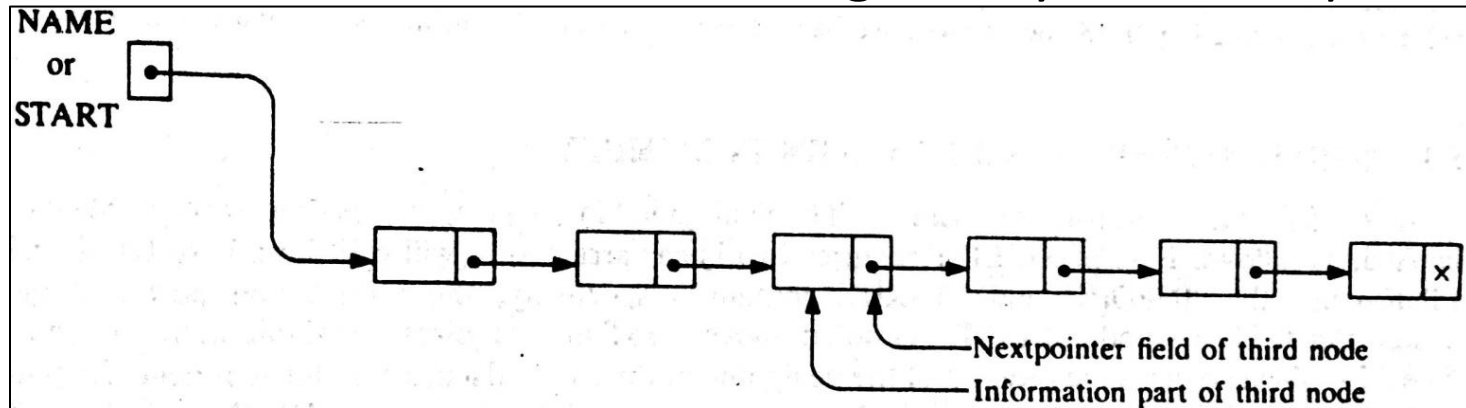 NAME
or
START
x
Nextpointer field of third node
Information part of third node